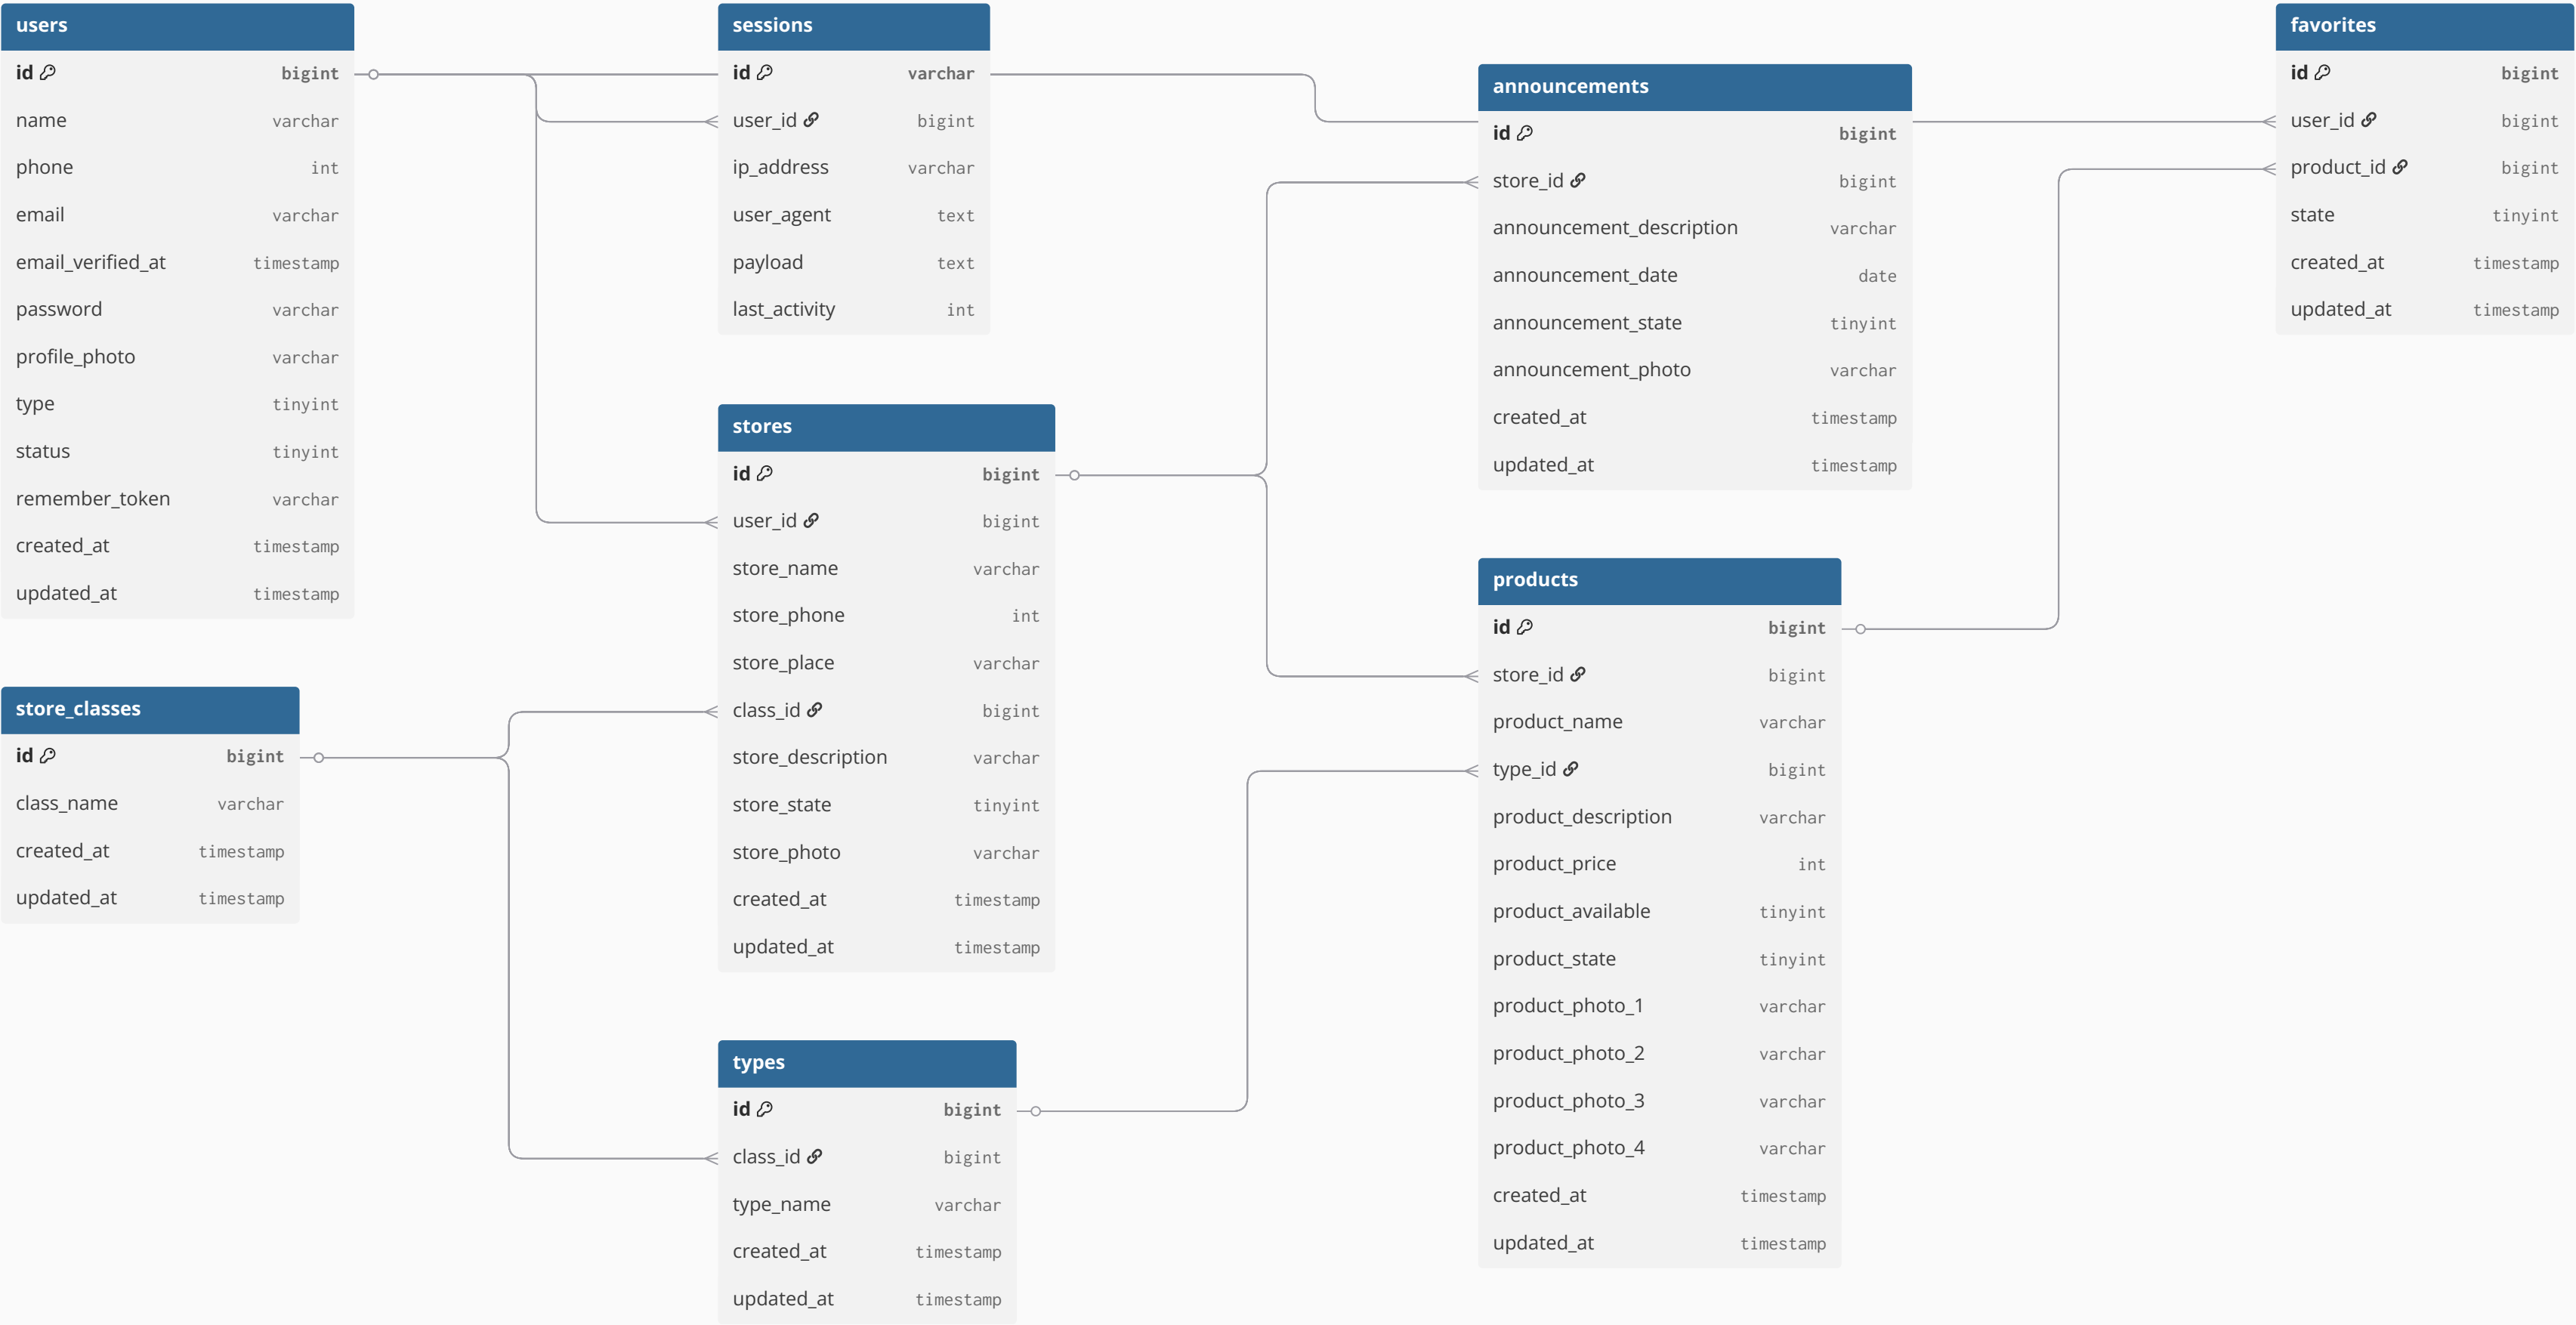 users
id bigint
name varchar
phone int
email varchar
email_verified_at timestamp
password varchar
profile_photo varchar
type tinyint
status tinyint
remember_token varchar
created_at timestamp
updated_at timestamp
store_classes
id bigint
class_name varchar
created_at timestamp
updated_at timestamp
sessions
id varchar
user_id bigint
ip_address varchar
user_agent text
payload text
last_activity int
stores
id bigint
user_id bigint
store_name varchar
store_phone int
store_place varchar
class_id bigint
store_description varchar
store_state tinyint
store_photo varchar
created_at timestamp
updated_at timestamp
types
id bigint
class_id bigint
type_name varchar
created_at timestamp
updated_at timestamp
announcements
id bigint
store_id bigint
announcement_description varchar
announcement_date date
announcement_state tinyint
announcement_photo varchar
created_at timestamp
updated_at timestamp
products
id bigint
store_id bigint
product_name varchar
type_id bigint
product_description varchar
product_price int
product_available tinyint
product_state tinyint
product_photo_1 varchar
product_photo_2 varchar
product_photo_3 varchar
product_photo_4 varchar
created_at timestamp
updated_at timestamp
favorites
id bigint
user_id bigint
product_id bigint
state tinyint
created_at timestamp
updated_at timestamp